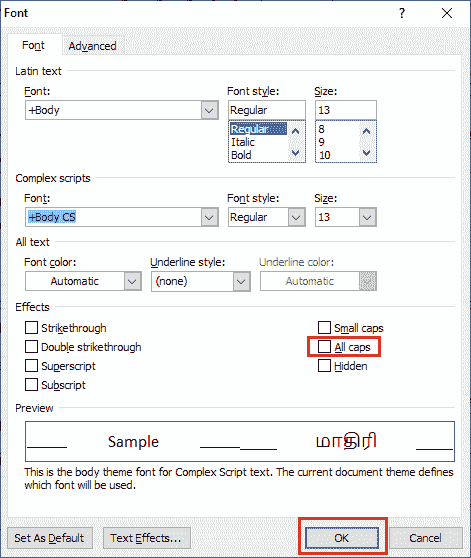 Font ?
Font Advanced
Latin text
Font: Font style: Size:
+Body Regular 13
Regular 8
Italic 9
Bold 10
Complex scripts
Font: Font style: Size:
+Body CS Regular 13
All text
Font color: Underline style: Underline color:
Automatic (none) Automatic
Effects
Strikethrough Small caps
Double strikethrough All caps
Superscript Hidden
Subscript
Preview
Sample மாதிரி
This is the body theme font for Complex Script text. The current document theme defines
which font will be used.
Set As Default Text Effects... OK Cancel